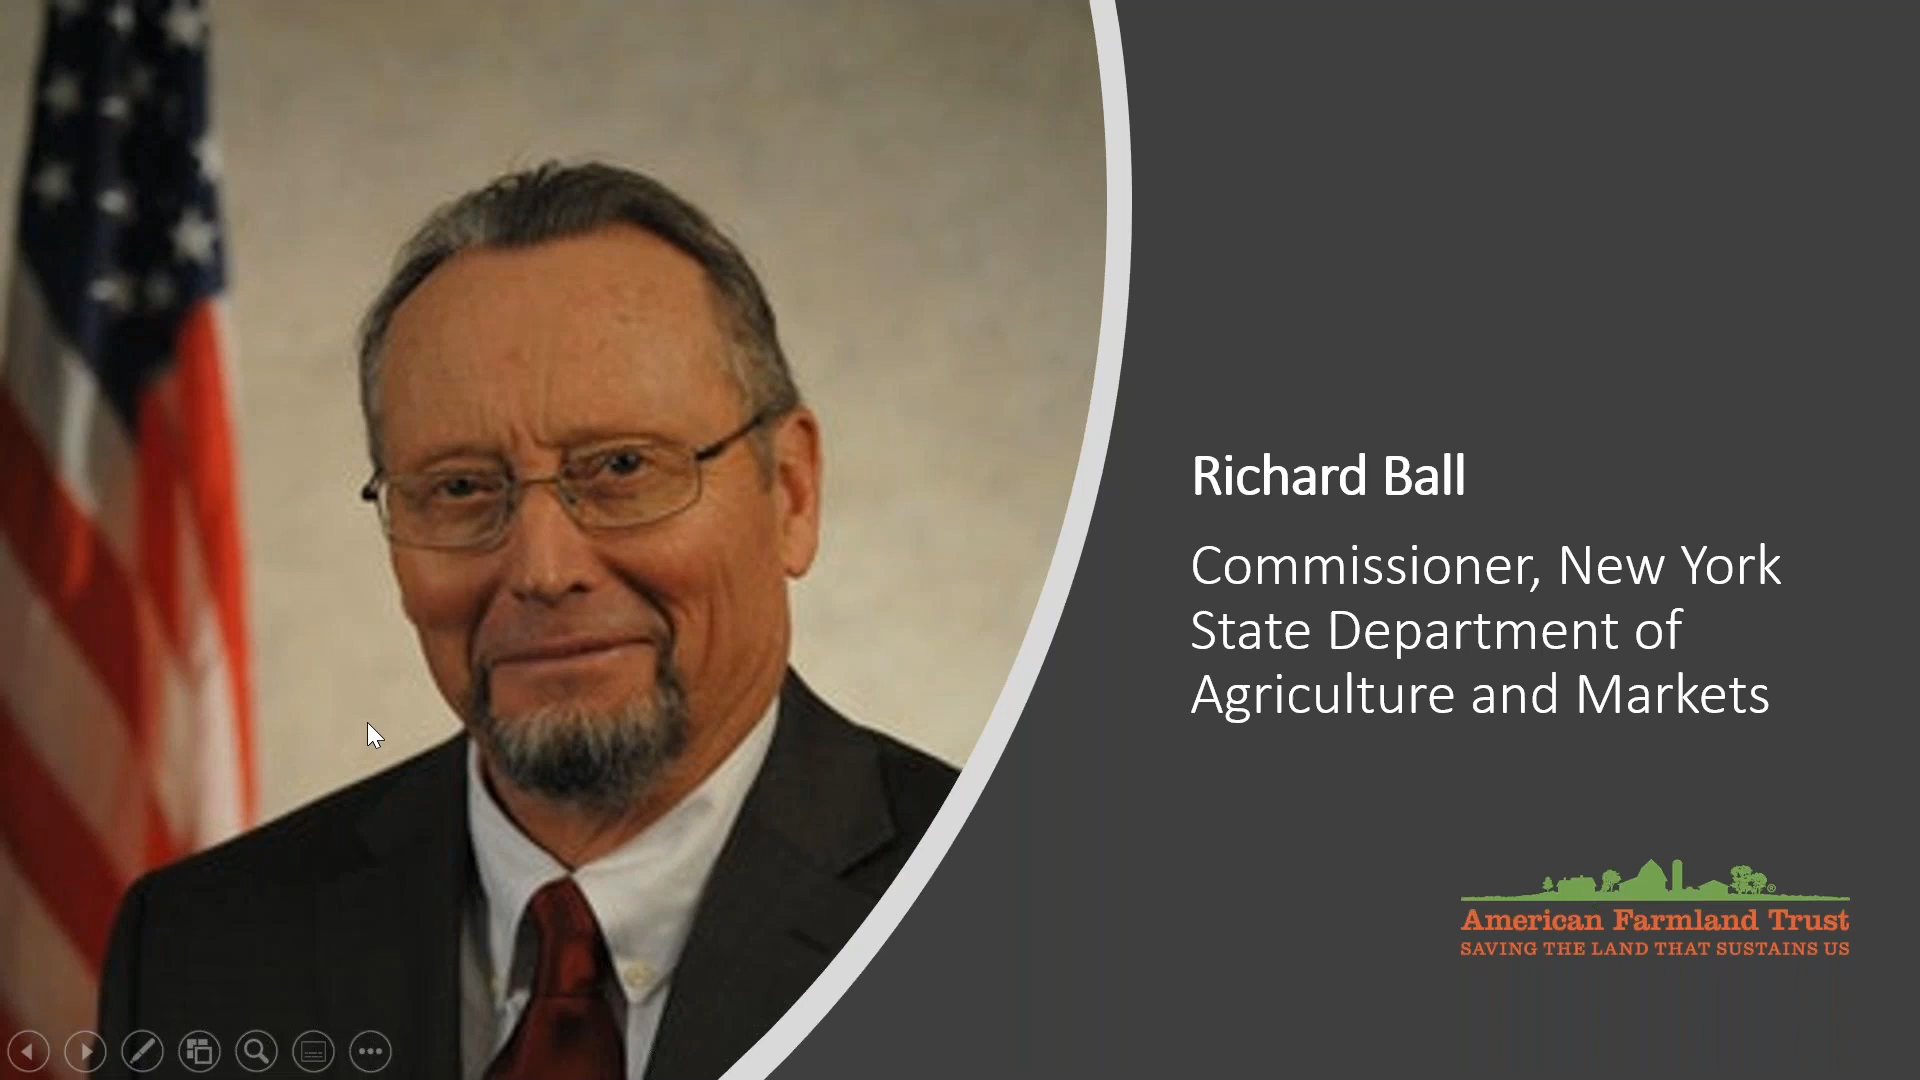 Richard Ball
Commissioner, New York
State Department of
Agriculture and Markets
American Farmland Trust
SAVING THE LAND THAT SUSTAINS US